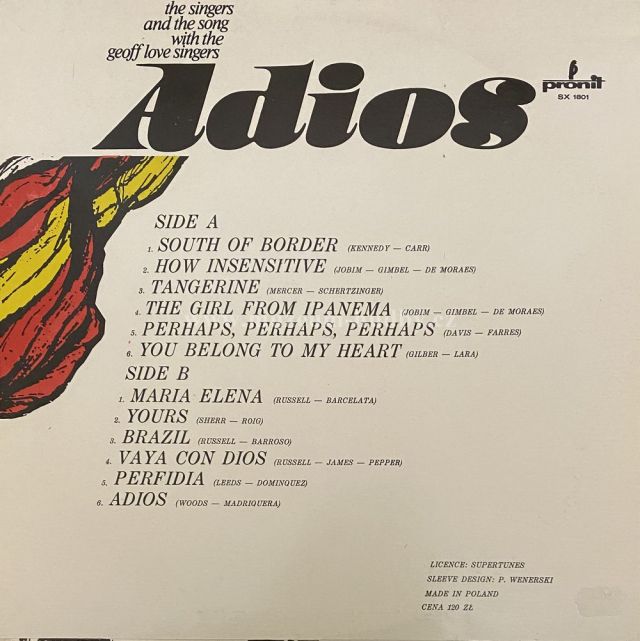 the singers
and the song
with the
geoff love singers
Adios
pronit
SX 1801
SIDE A
1. SOUTH OF BORDER (KENNEDY — CARR)
2. HOW INSENSITIVE (JOBIM — GIMBEL — DE MORAES)
3. TANGERINE (MERCER — SCHERTZINGER)
4. THE GIRL FROM IPANEMA (JOBIM — GIMBEL — DE MORAES)
5. PERHAPS, PERHAPS, PERHAPS (DAVIS — FARRES)
6. YOU BELONG TO MY HEART (GILBER — LARA)
SIDE B
1. MARIA ELENA (RUSSELL — BARCELATA)
2. YOURS (SHERR — ROIG)
3. BRAZIL (RUSSELL — BARROSO)
4. VAYA CON DIOS (RUSSELL — JAMES — PEPPER)
5. PERFIDIA (LEEDS — DOMINQUEZ)
6. ADIOS (WOODS — MADRIQUERA)
LICENCE: SUPERTUNES
SLEEVE DESIGN: P. WENERSKI
MADE IN POLAND
CENA 120 ZŁ